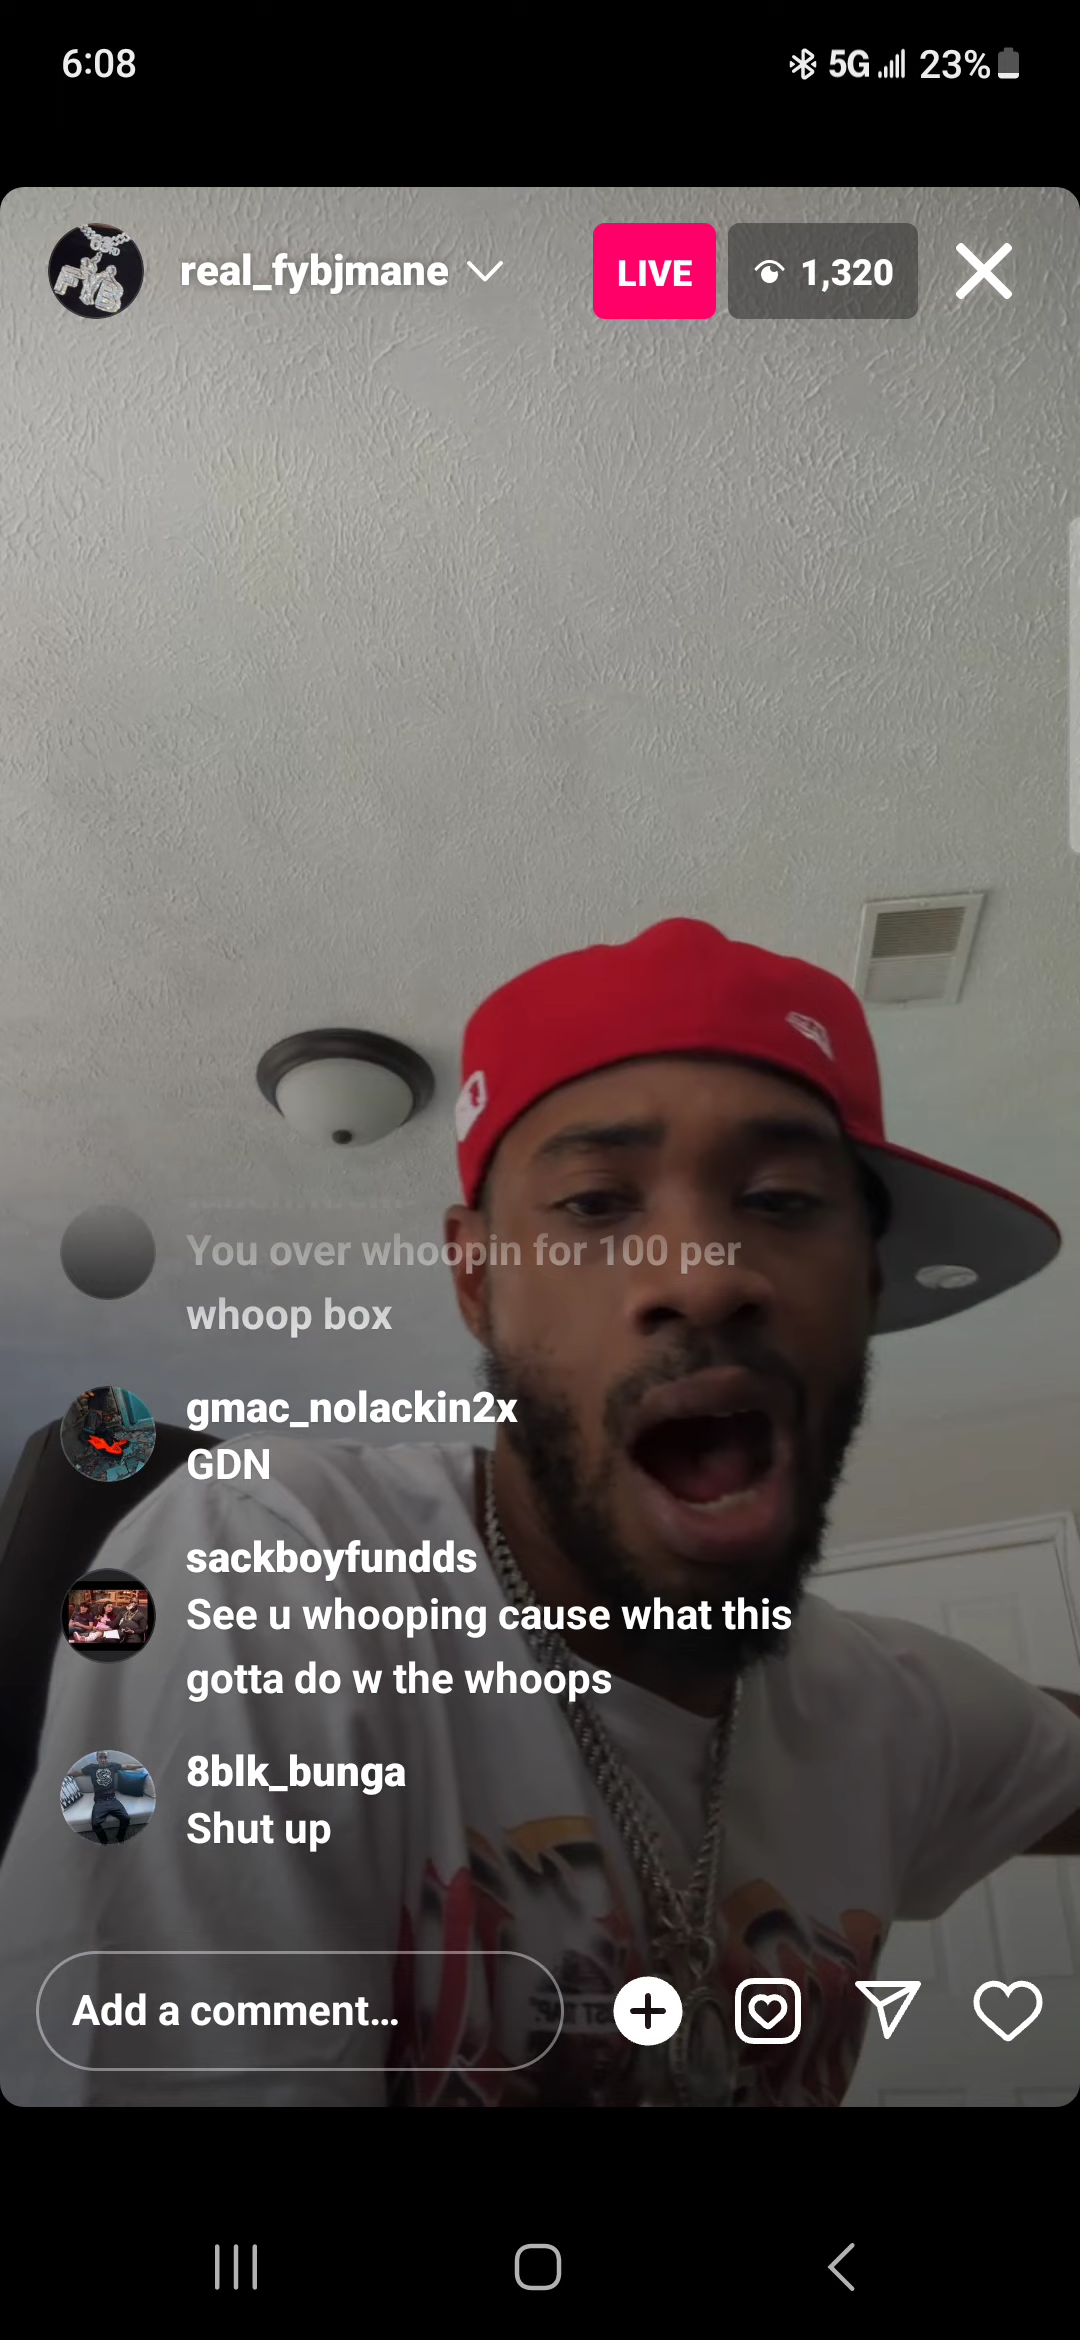 6:08
5G 23%
real_fybjmane
LIVE
1,320
You over whoopin for 100 per
whoop box
gmac_nolackin2x
GDN
sackboyfundds
See u whooping cause what this
gotta do w the whoops
8blk_bunga
Shut up
Add a comment...